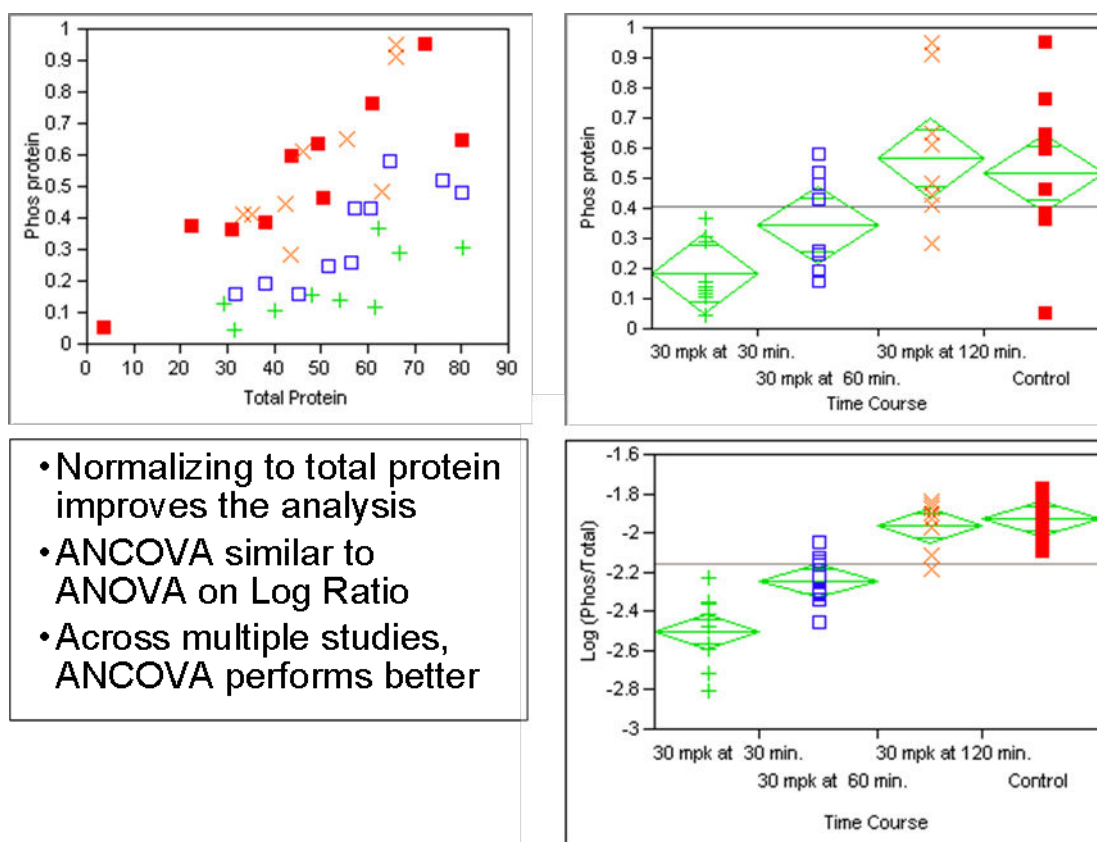 1
0.9
0.8
0.7
0.6
0.5
0.4
0.3
0.2
0.1
0
Phos protein
0 10 20 30 40 50 60 70 80 90
Total Protein
1
0.9
0.8
0.7
0.6
0.5
0.4
0.3
0.2
0.1
0
Phos protein
30 mpk at 30 min. 30 mpk at 120 min.
30 mpk at 60 min. Control
Time Course
•Normalizing to total protein
improves the analysis
•ANCOVA similar to
ANOVA on Log Ratio
•Across multiple studies,
ANCOVA performs better
-1.6
-1.8
-2
-2.2
-2.4
-2.6
-2.8
-3
Log (Phos/Total)
30 mpk at 30 min. 30 mpk at 120 min.
30 mpk at 60 min. Control
Time Course